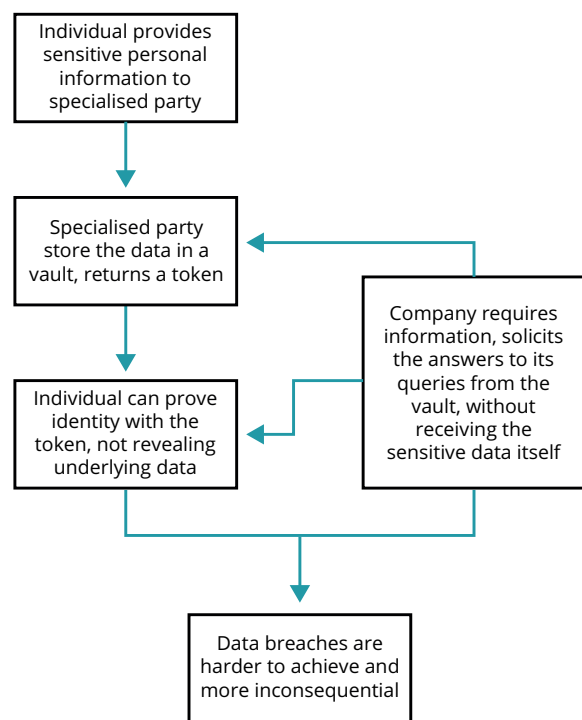 Individual provides
sensitive personal
information to
specialised party
Specialised party
store the data in a
vault, returns a token
Company requires
information, solicits
the answers to its
queries from the
vault, without
receiving the
sensitive data itself
Individual can prove
identity with the
token, not revealing
underlying data
Data breaches are
harder to achieve and
more inconsequential